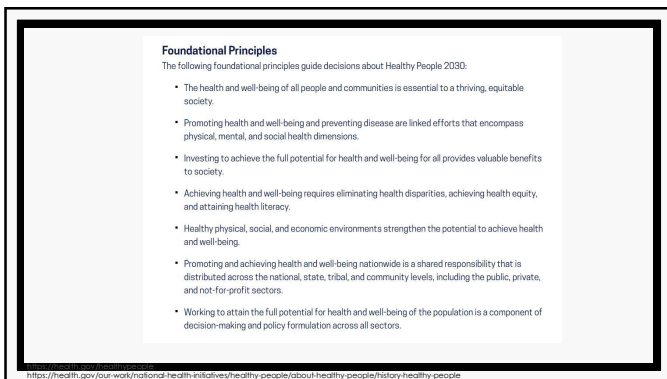 Foundational Principles
The following foundational principles guide decisions about Healthy People 2030:
▪ The health and well-being of all people and communities is essential to a thriving, equitable
society.
▪ Promoting health and well-being and preventing disease are linked efforts that encompass
physical, mental, and social health dimensions.
▪ Investing to achieve the full potential for health and well-being for all provides valuable benefits
to society.
▪ Achieving health and well-being requires eliminating health disparities, achieving health equity,
and attaining health literacy.
▪ Healthy physical, social, and economic environments strengthen the potential to achieve health
and well-being.
▪ Promoting and achieving health and well-being nationwide is a shared responsibility that is
distributed across the national, state, tribal, and community levels, including the public, private,
and not-for-profit sectors.
▪ Working to attain the full potential for health and well-being of the population is a component of
decision-making and policy formulation across all sectors.
https://health.gov/healthypeople
https://health.gov/our-work/national-health-initiatives/healthy-people/about-healthy-people/history-healthy-people